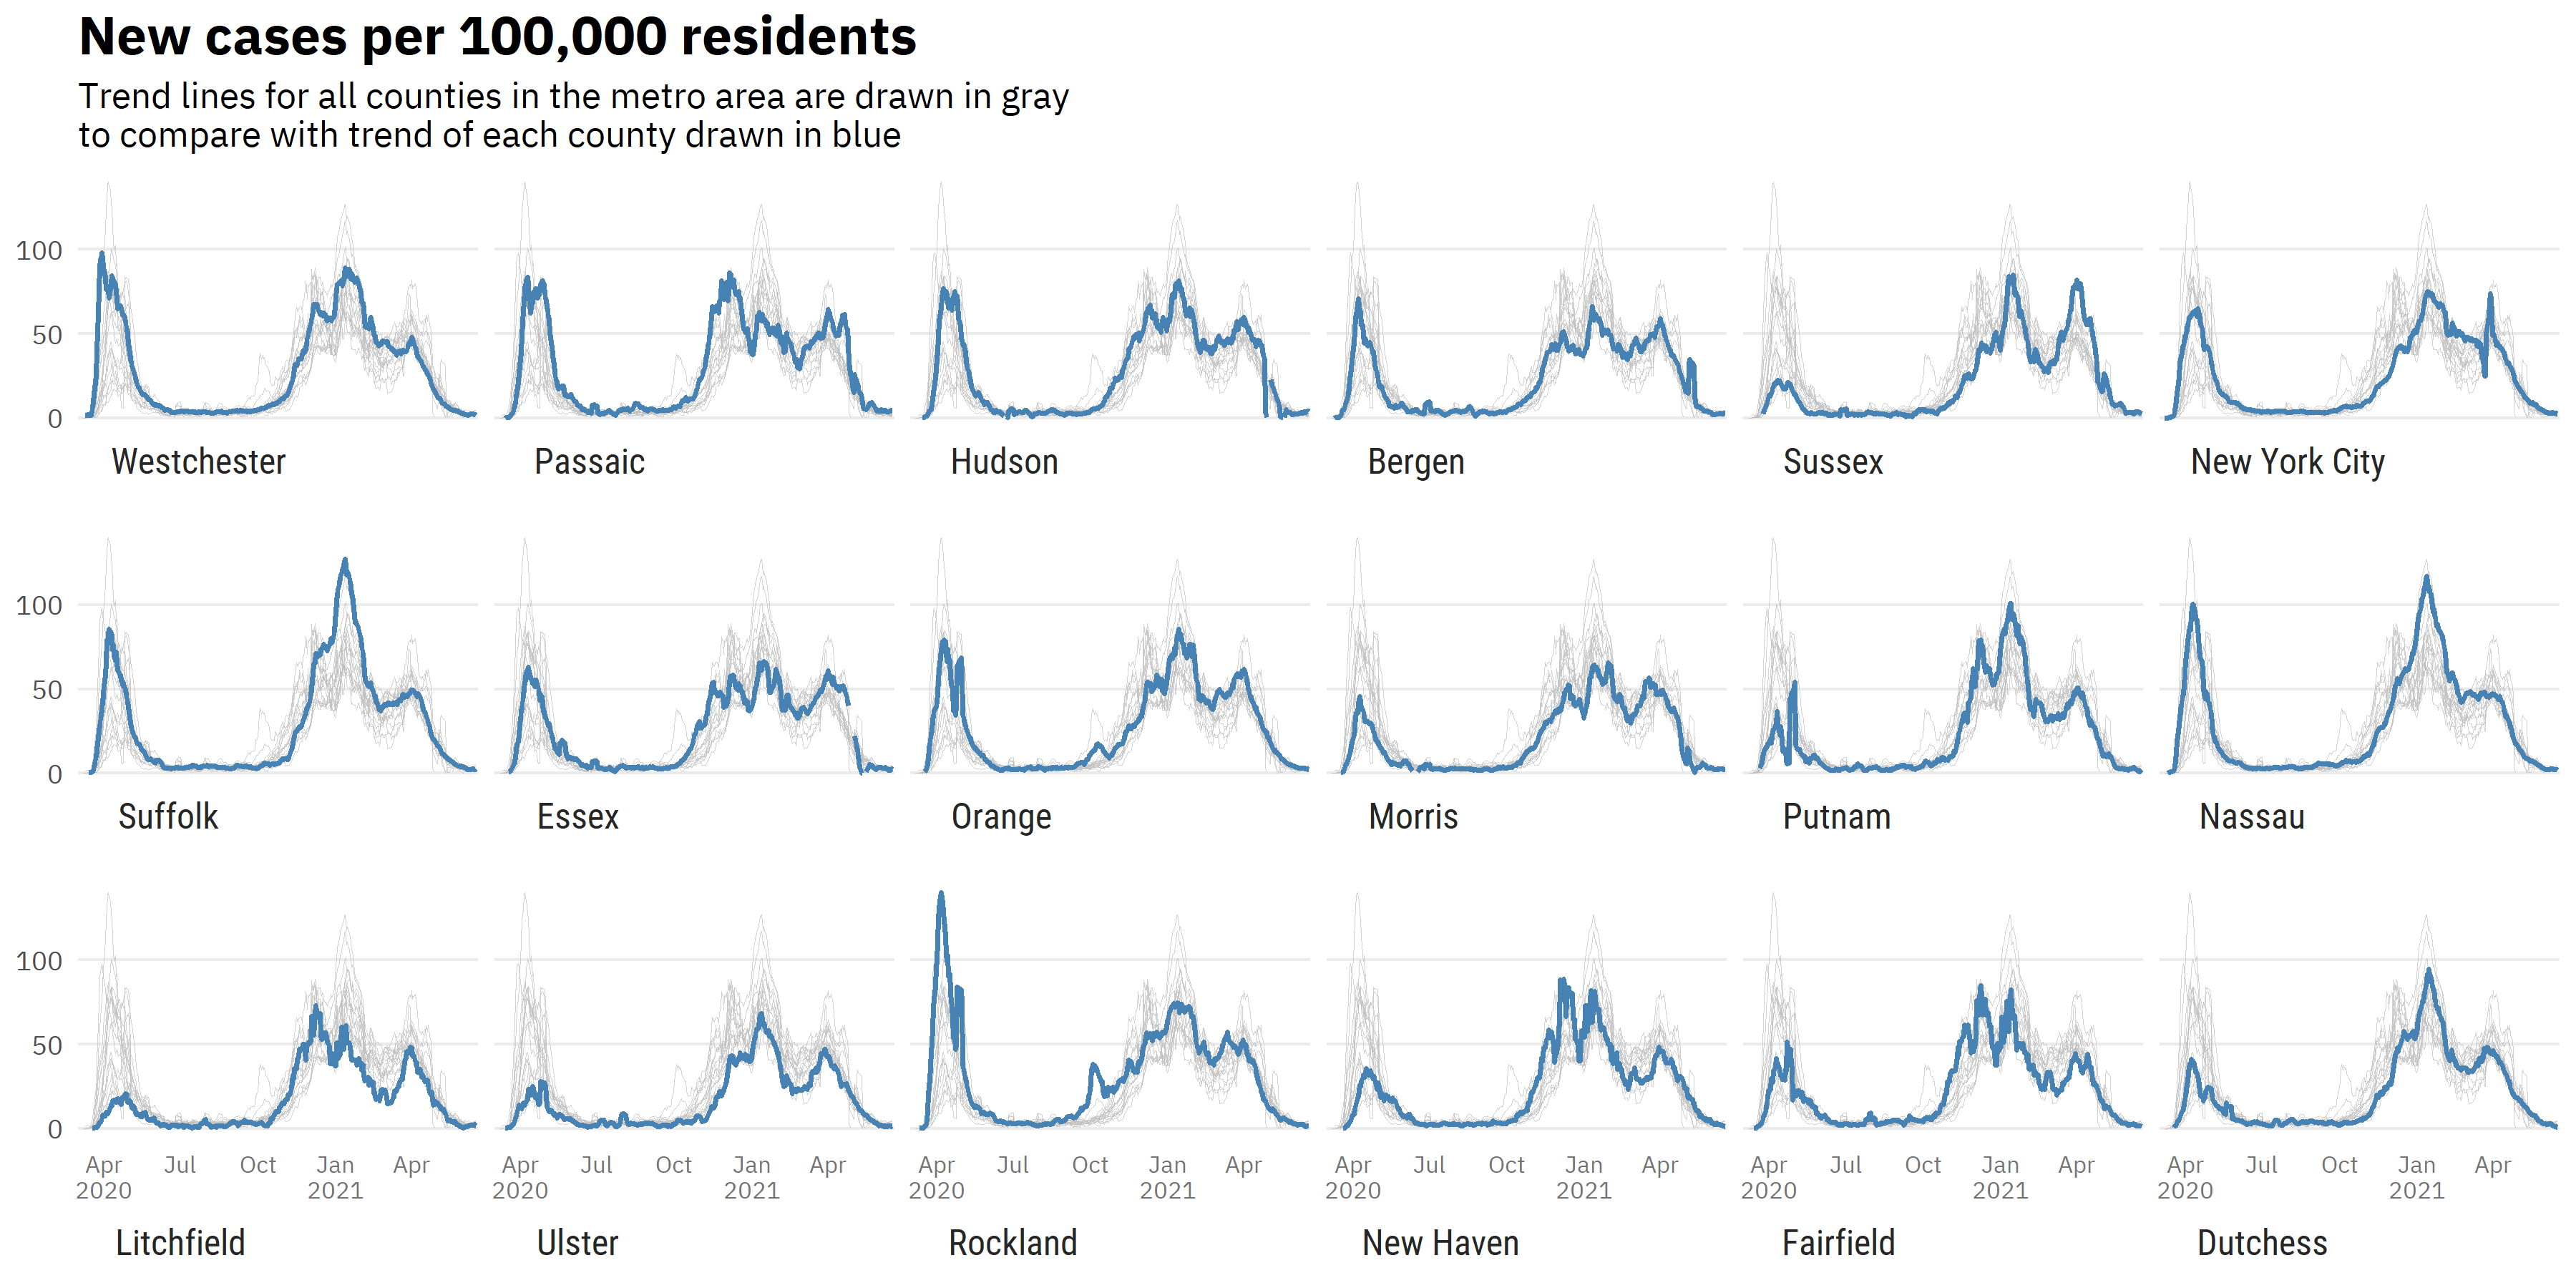 New cases per 100,000 residents
Trend lines for all counties in the metro area are drawn in gray
to compare with trend of each county drawn in blue
100
50
0
Westchester Passaic Hudson Bergen Sussex New York City
100
50
0
Suffolk Essex Orange Morris Putnam Nassau
100
50
0
Apr Jul Oct Jan Apr Apr Jul Oct Jan Apr Apr Jul Oct Jan Apr Apr Jul Oct Jan Apr Apr Jul Oct Jan Apr Apr Jul Oct Jan Apr
2020 2021 2020 2021 2020 2021 2020 2021 2020 2021 2020 2021
Litchfield Ulster Rockland New Haven Fairfield Dutchess